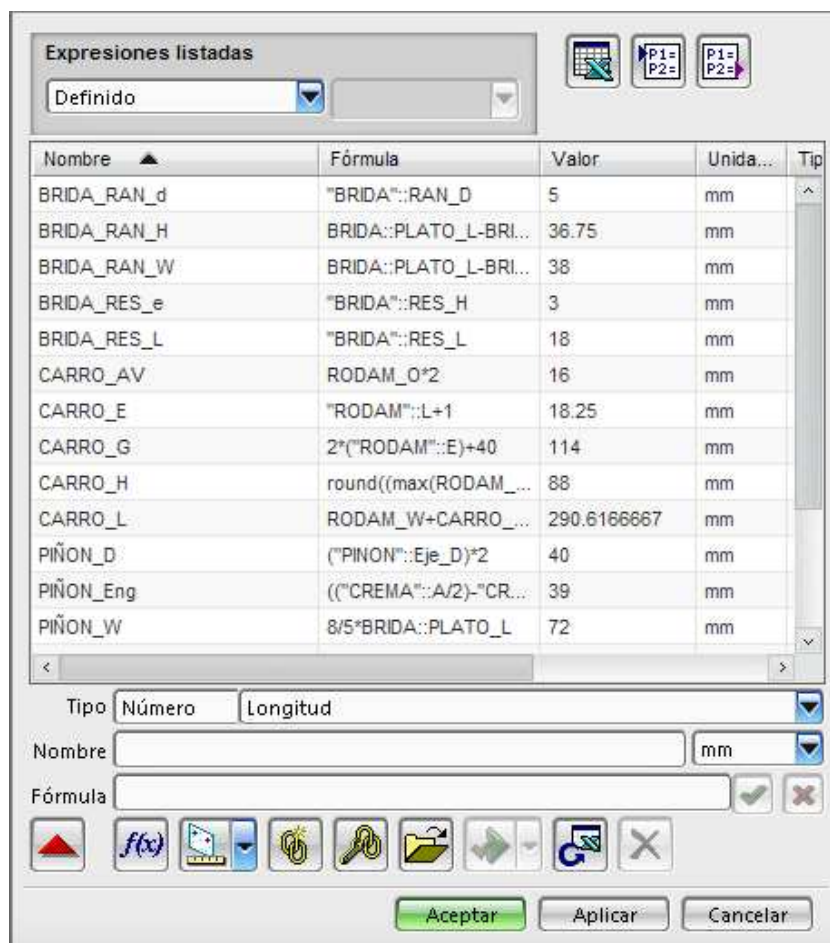 Expresiones listadas
Definido
P1=
P2=
P1=
P2=
Nombre Fórmula Valor Unida... Tip
BRIDA_RAN_d "BRIDA"::RAN_D 5 mm
BRIDA_RAN_H BRIDA::PLATO_L-BRI... 36.75 mm
BRIDA_RAN_W BRIDA::PLATO_L-BRI... 38 mm
BRIDA_RES_e "BRIDA"::RES_H 3 mm
BRIDA_RES_L "BRIDA"::RES_L 18 mm
CARRO_AV RODAM_O*2 16 mm
CARRO_E "RODAM"::L+1 18.25 mm
CARRO_G 2*("RODAM"::E)+40 114 mm
CARRO_H round((max(RODAM_... 88 mm
CARRO_L RODAM_W+CARRO_... 290.6166667 mm
PIÑON_D ("PINON"::Eje_D)*2 40 mm
PIÑON_Eng (("CREMA"::A/2)-"CR... 39 mm
PIÑON_W 8/5*BRIDA::PLATO_L 72 mm
Tipo Número Longitud
Nombre mm
Fórmula
f(x)
Aceptar Aplicar Cancelar